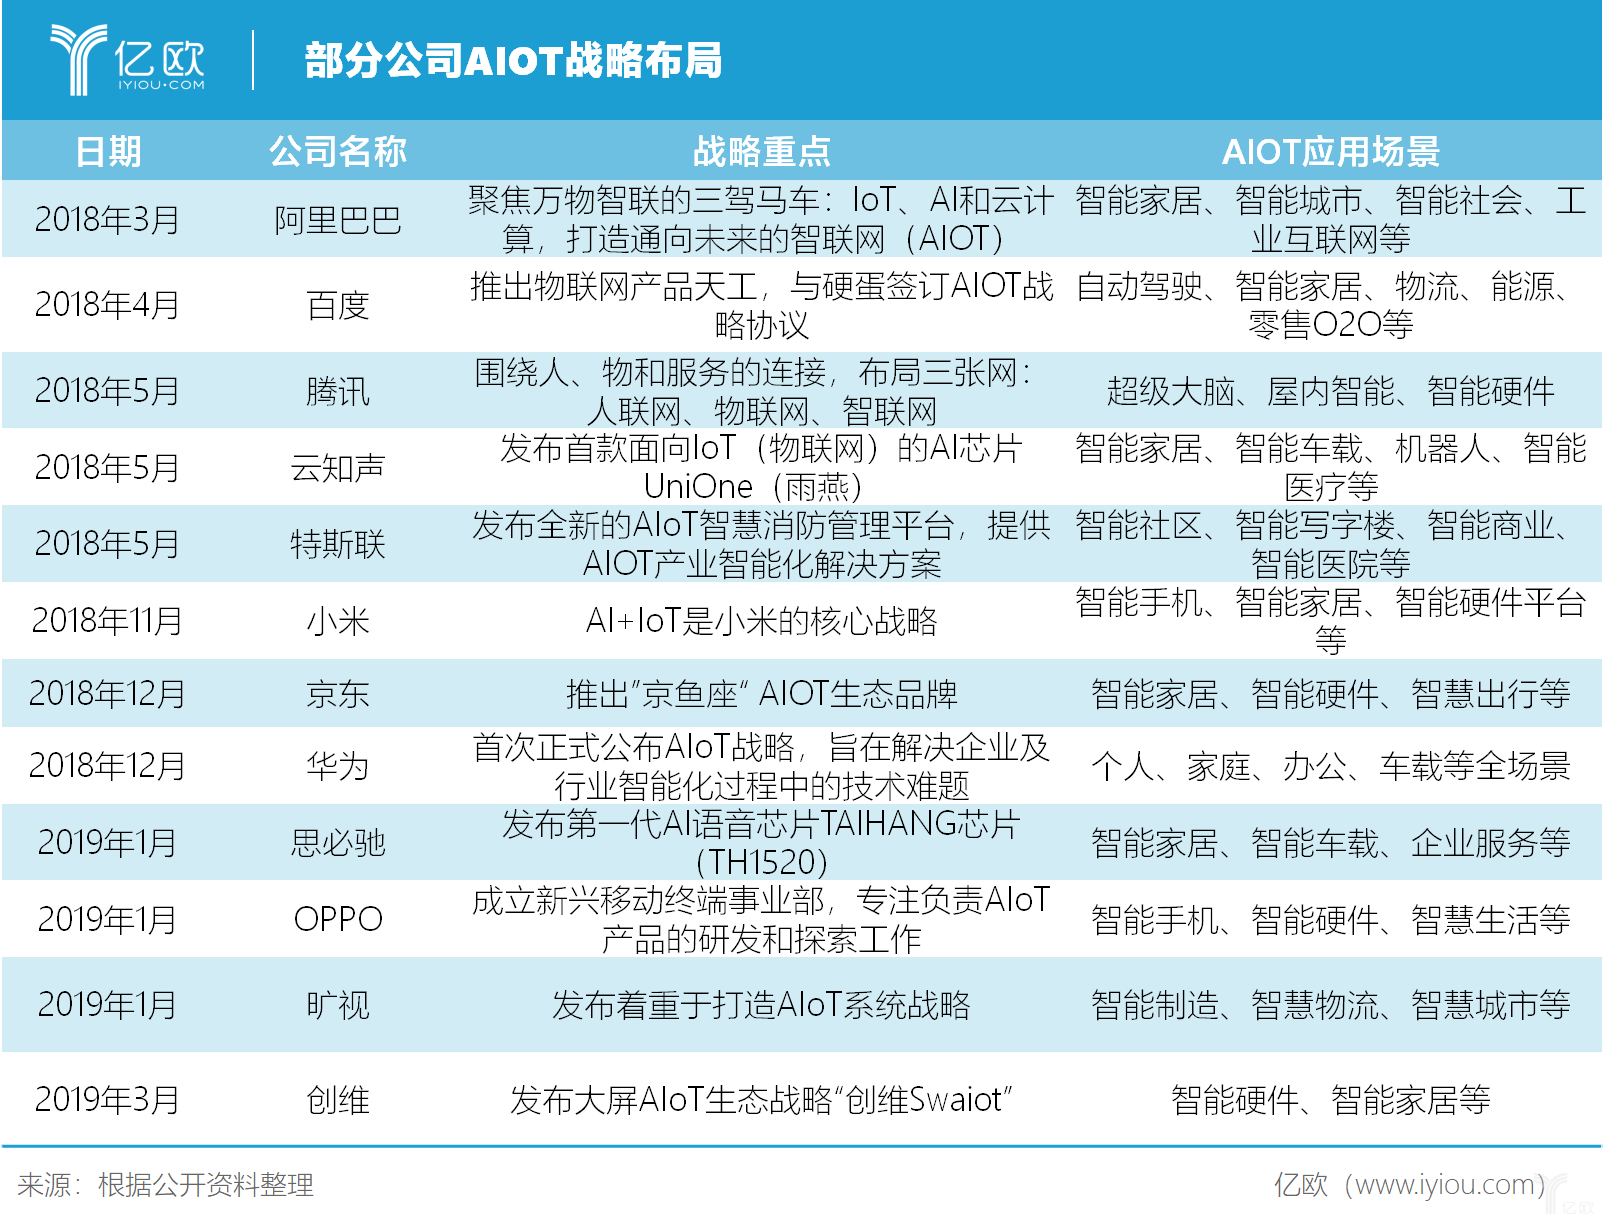 亿欧
IYIOU·COM
部分公司AIOT战略布局
日期 公司名称 战略重点 AIOT应用场景
2018年3月 阿里巴巴 聚焦万物智联的三驾马车：IoT、AI和云计 智能家居、智能城市、智能社会、工
算，打造通向未来的智联网（AIOT） 业互联网等
2018年4月 百度 推出物联网产品天工，与硬蛋签订AIOT战 自动驾驶、智能家居、物流、能源、
略协议 零售O2O等
2018年5月 腾讯 围绕人、物和服务的连接，布局三张网： 超级大脑、屋内智能、智能硬件
人联网、物联网、智联网
2018年5月 云知声 发布首款面向IoT（物联网）的AI芯片 智能家居、智能车载、机器人、智能
UniOne（雨燕） 医疗等
2018年5月 特斯联 发布全新的AIoT智慧消防管理平台，提供 智能社区、智能写字楼、智能商业、
AIOT产业智能化解决方案 智能医院等
2018年11月 小米 AI+IoT是小米的核心战略 智能手机、智能家居、智能硬件平台
等
2018年12月 京东 推出”京鱼座“ AIOT生态品牌 智能家居、智能硬件、智慧出行等
2018年12月 华为 首次正式公布AIoT战略，旨在解决企业及 个人、家庭、办公、车载等全场景
行业智能化过程中的技术难题
2019年1月 思必驰 发布第一代AI语音芯片TAIHANG芯片 智能家居、智能车载、企业服务等
（TH1520）
2019年1月 OPPO 成立新兴移动终端事业部，专注负责AIoT 智能手机、智能硬件、智慧生活等
产品的研发和探索工作
2019年1月 旷视 发布着重于打造AIoT系统战略 智能制造、智慧物流、智慧城市等
2019年3月 创维 发布大屏AIoT生态战略“创维Swaiot” 智能硬件、智能家居等
来源：根据公开资料整理 亿欧（www.iyiou.com）
亿欧